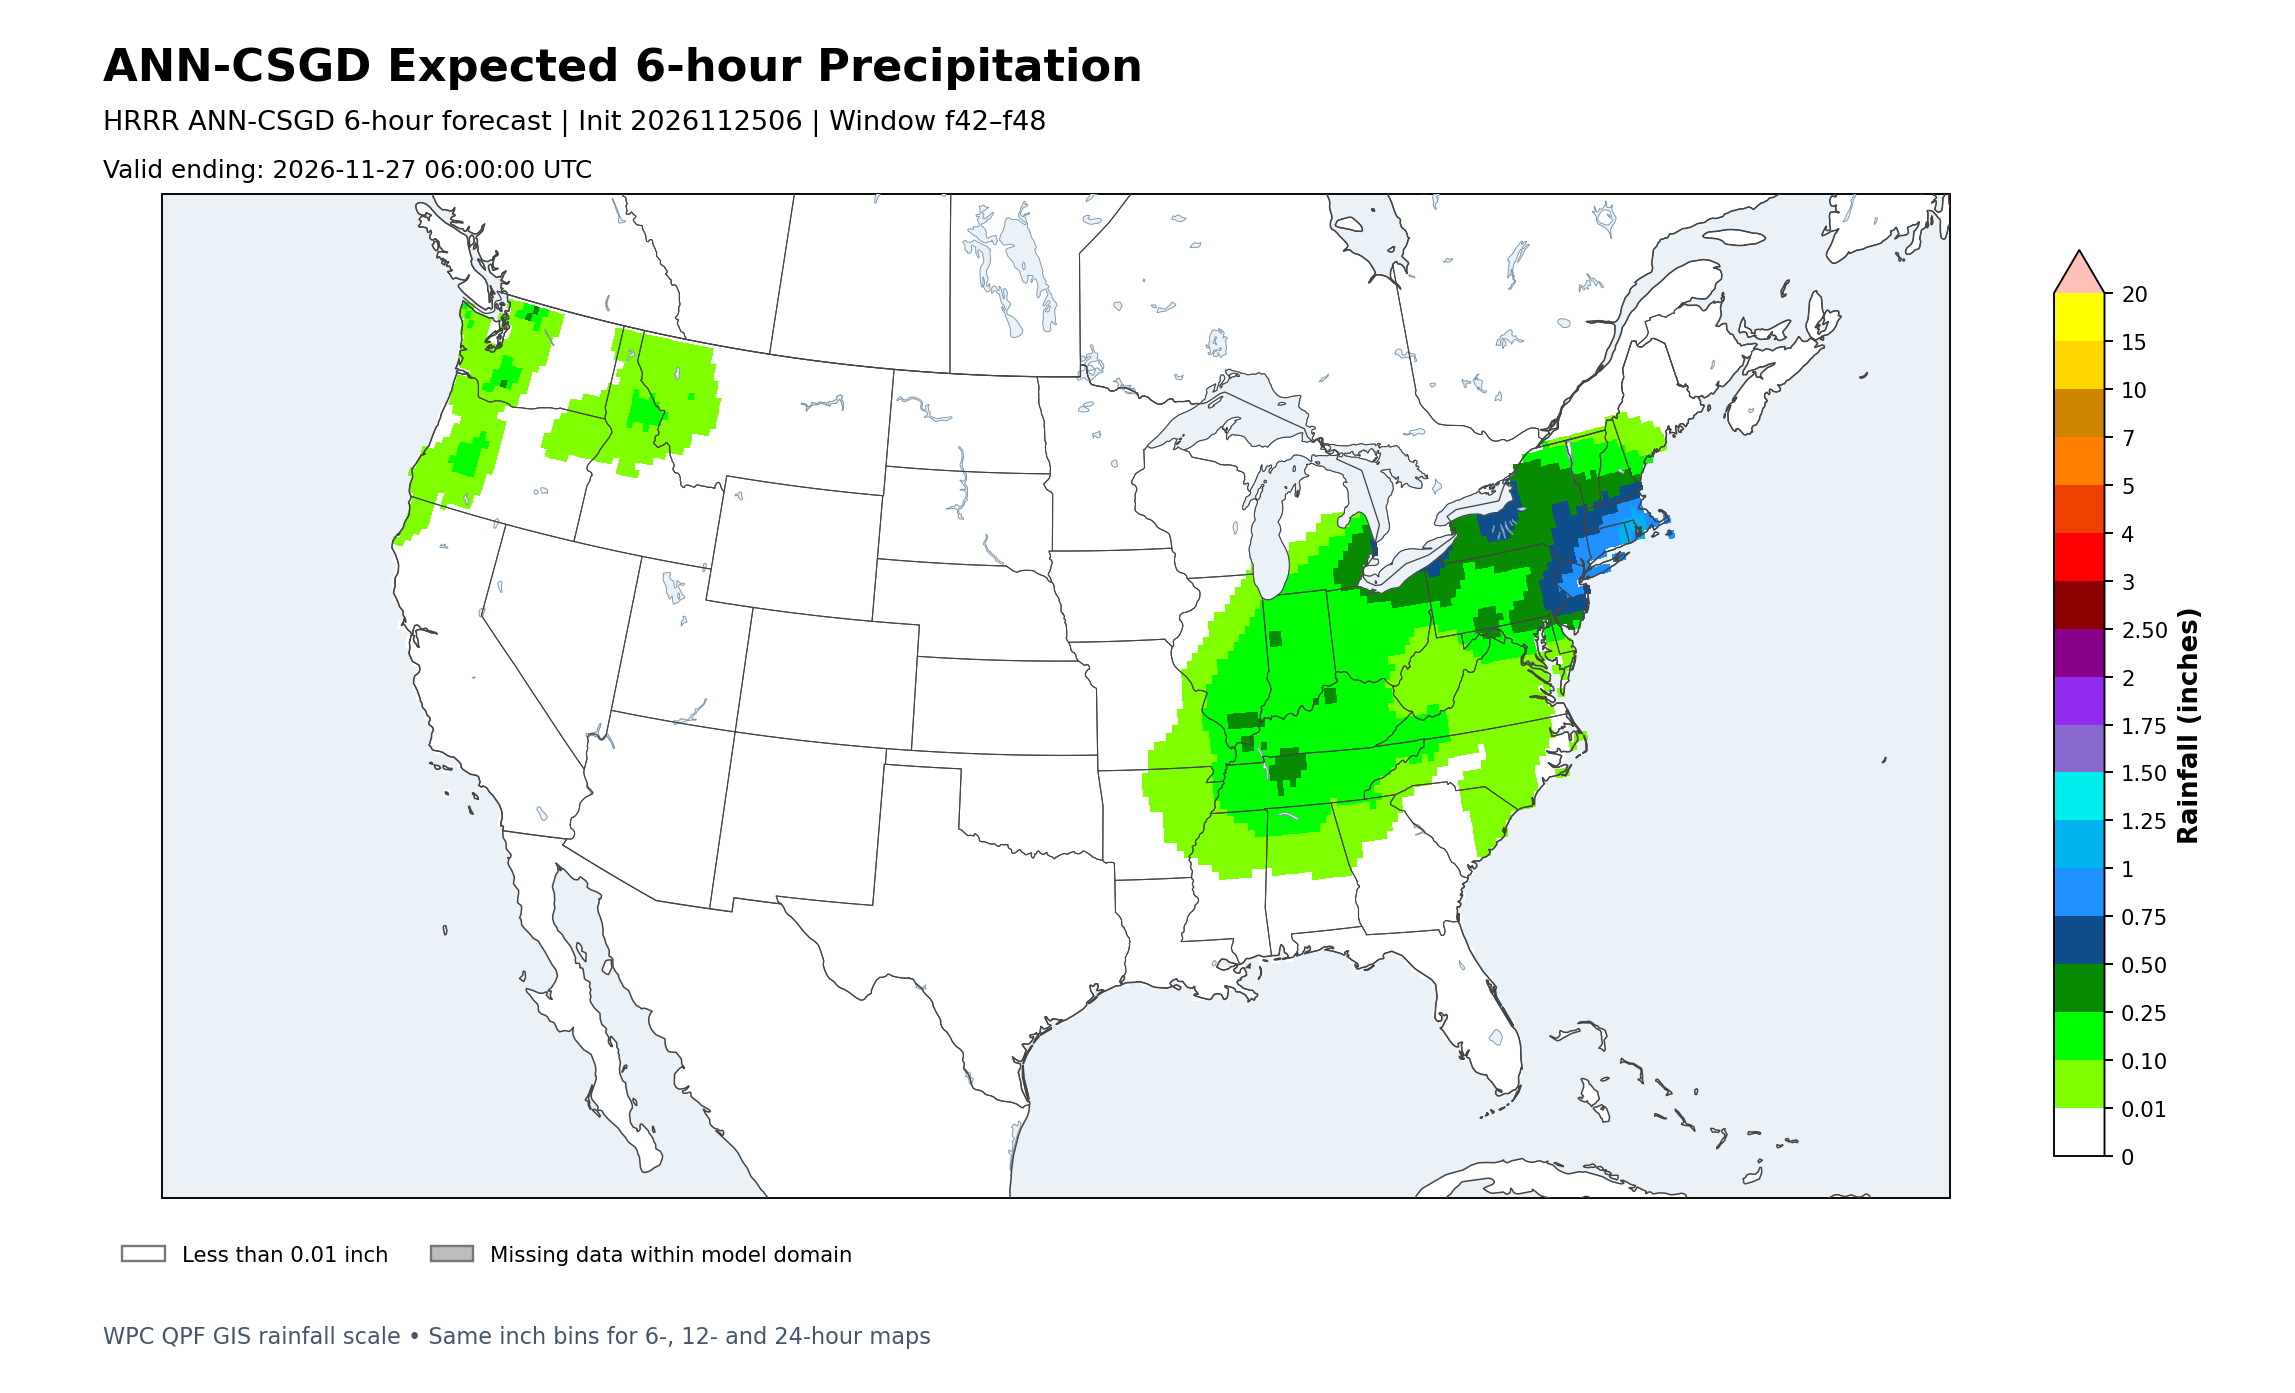 ANN-CSGD Expected 6-hour Precipitation
HRRR ANN-CSGD 6-hour forecast | Init 2026112506 | Window f42–f48
Valid ending: 2026-11-27 06:00:00 UTC
20
15
10
7
5
4
3
2.50
2
1.75
1.50
1.25
1
0.75
0.50
0.25
0.10
0.01
0
Rainfall (inches)
Less than 0.01 inch
Missing data within model domain
WPC QPF GIS rainfall scale • Same inch bins for 6-, 12- and 24-hour maps